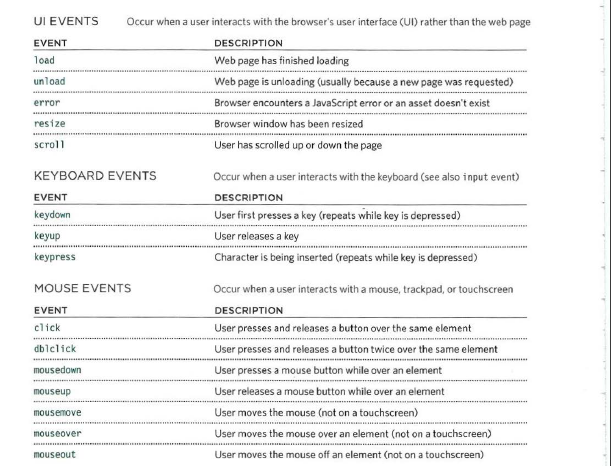 UI EVENTS Occur when a user interacts with the browser's user interface (UI) rather than the web page
EVENT DESCRIPTION
load Web page has finished loading
unload Web page is unloading (usually because a new page was requested)
error Browser encounters a JavaScript error or an asset doesn't exist
resize Browser window has been resized
scroll User has scrolled up or down the page
KEYBOARD EVENTS Occur when a user interacts with the keyboard (see also input event)
EVENT DESCRIPTION
keydown User first presses a key (repeats while key is depressed)
keyup User releases a key
keypress Character is being inserted (repeats while key is depressed)
MOUSE EVENTS Occur when a user interacts with a mouse, trackpad, or touchscreen
EVENT DESCRIPTION
click User presses and releases a button over the same element
dblclick User presses and releases a button twice over the same element
mousedown User presses a mouse button while over an element
mouseup User releases a mouse button while over an element
mousemove User moves the mouse (not on a touchscreen)
mouseover User moves the mouse over an element (not on a touchscreen)
mouseout User moves the mouse off an element (not on a touchscreen)